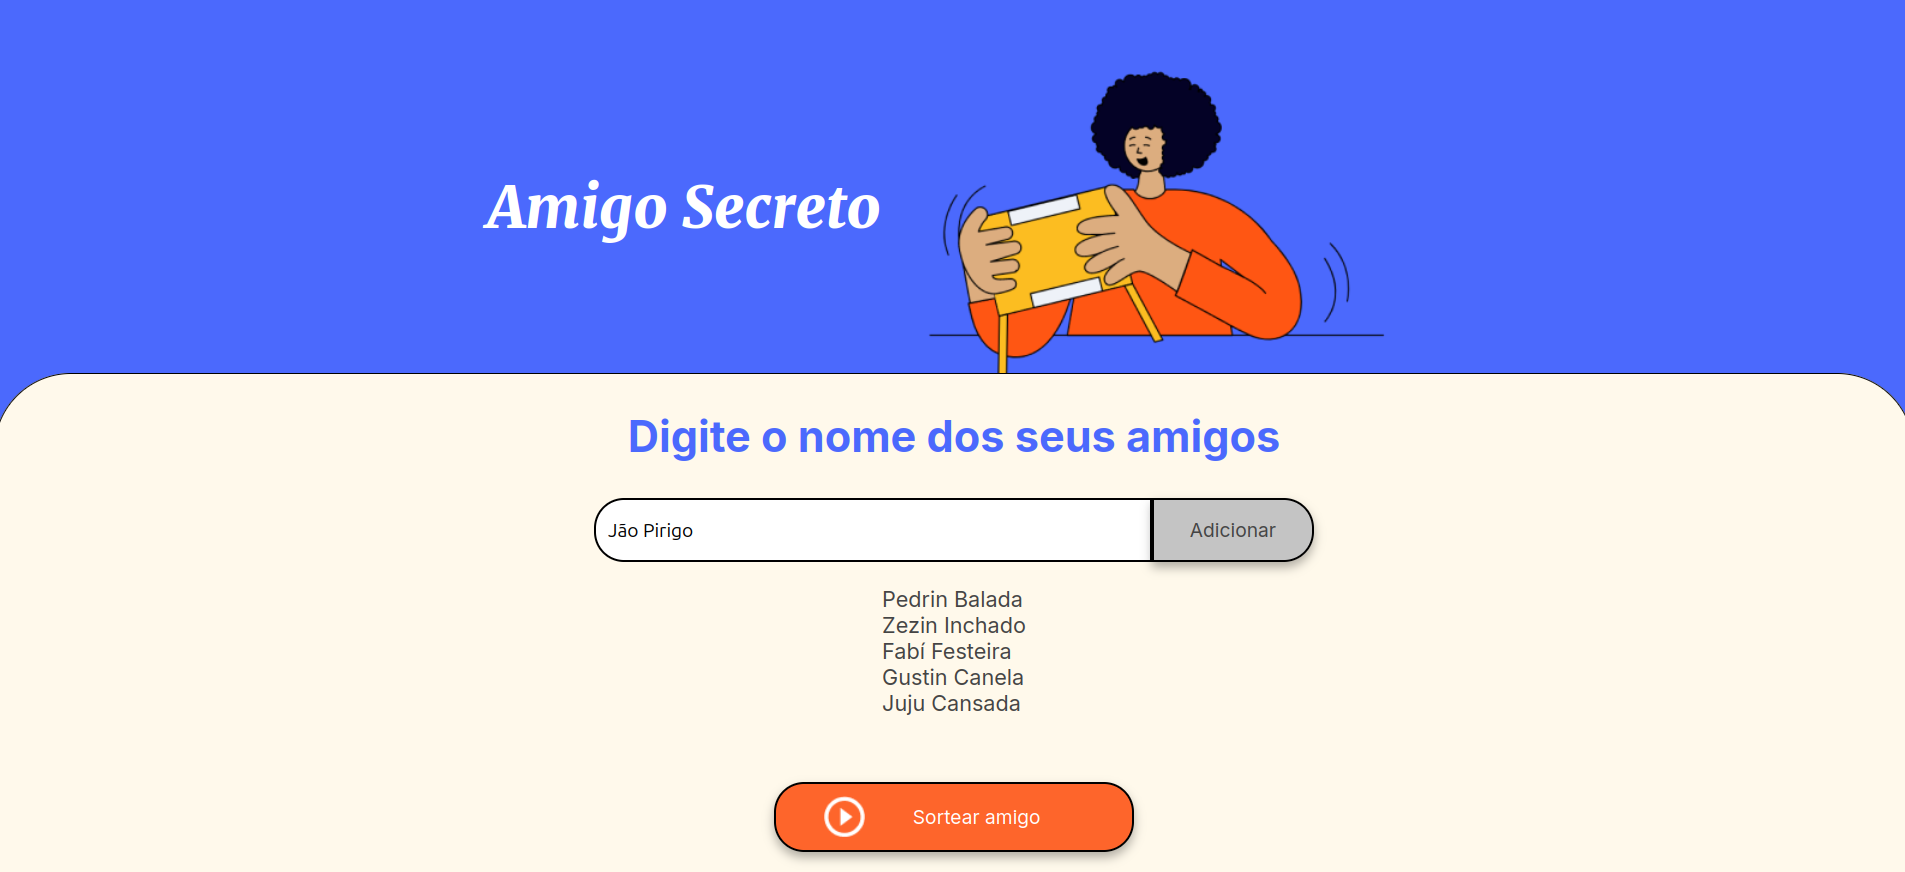 Amigo Secreto
Digite o nome dos seus amigos
Jão Pirigo
Adicionar
Pedrin Balada
Zezin Inchado
Fabí Festeira
Gustin Canela
Juju Cansada
Sortear amigo